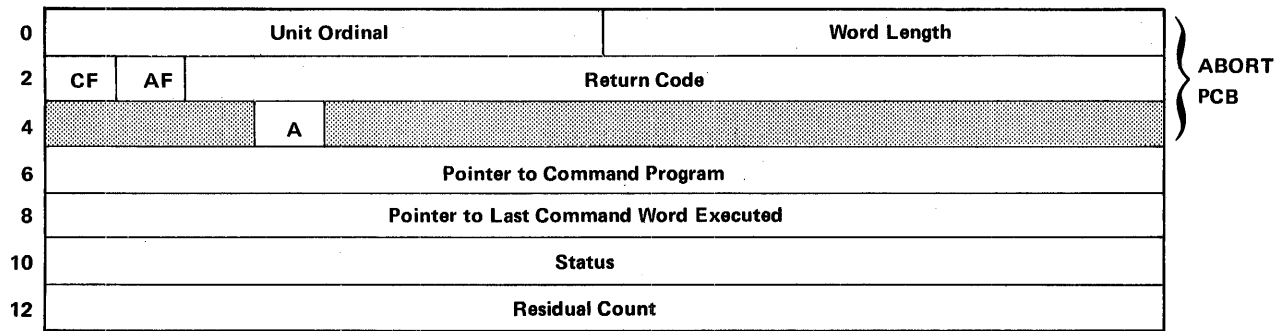 0 Unit Ordinal Word Length
2 CF AF Return Code
4 A
ABORT
PCB
6 Pointer to Command Program
8 Pointer to Last Command Word Executed
10 Status
12 Residual Count